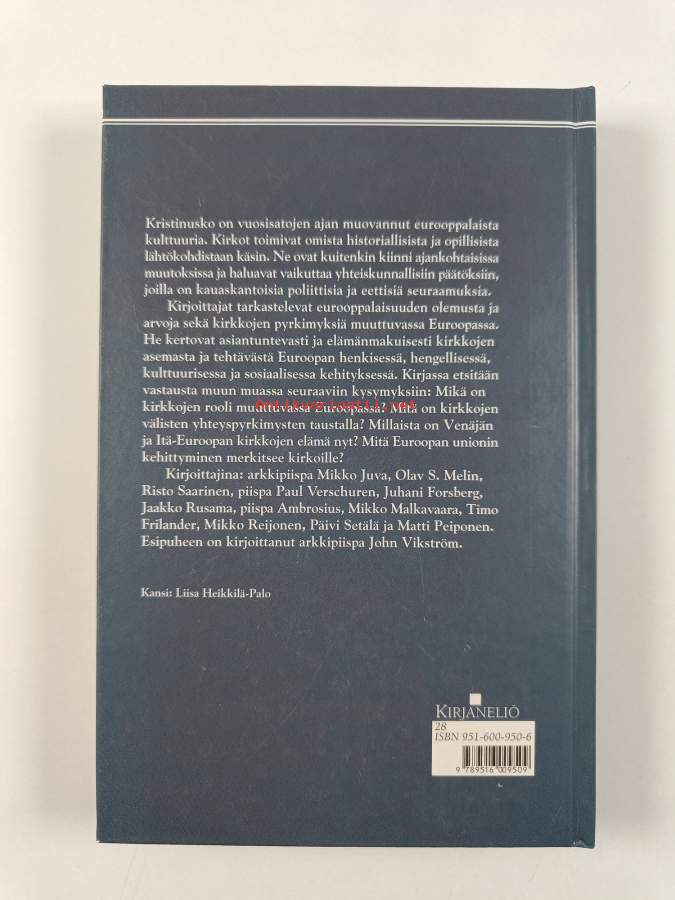 Kristinusko on vuosisatojen ajan muovannut eurooppalaista
kulttuuria. Kirkot toimivat omista historiallisista ja opillisista
lähtökohdistaan käsin. Ne ovat kuitenkin kiinni ajankohtaisissa
muutoksissa ja haluavat vaikuttaa yhteiskunnallisiin päätöksiin,
joilla on kauaskantoisia poliittisia ja eettisiä seuraamuksia.
Kirjoittajat tarkastelevat eurooppalaisuuden olemusta ja
arvoja sekä kirkkojen pyrkimyksiä muuttuvassa Euroopassa.
He kertovat asiantuntevasti ja elämänmakuisesti kirkkojen
asemasta ja tehtävästä Euroopan henkisessä, hengellisessä,
kulttuurisessa ja sosiaalisessa kehityksessä. Kirjassa etsitään
vastausta muun muassa seuraaviin kysymyksiin: Mikä on
kirkkojen rooli muuttuvassa Euroopassa? Mitä on kirkkojen
Antikvariaatti.net
välisten yhteyspyrkimysten taustalla? Millaista on Venäjän
ja Itä-Euroopan kirkkojen elämä nyt? Mitä Euroopan unionin
kehittyminen merkitsee kirkoille?
Kirjoittajina: arkkipiispa Mikko Juva, Olav S. Melin,
Risto Saarinen, piispa Paul Verschuren, Juhani Forsberg,
Jaakko Rusama, piispa Ambrosius, Mikko Malkavaara, Timo
Frilander, Mikko Reijonen, Päivi Setälä ja Matti Peiponen.
Esipuheen on kirjoittanut arkkipiispa John Vikström.
Kansi: Liisa Heikkilä-Palo
KIRJANELIÖ
28
ISBN 951-600-950-6
9 789516 009509